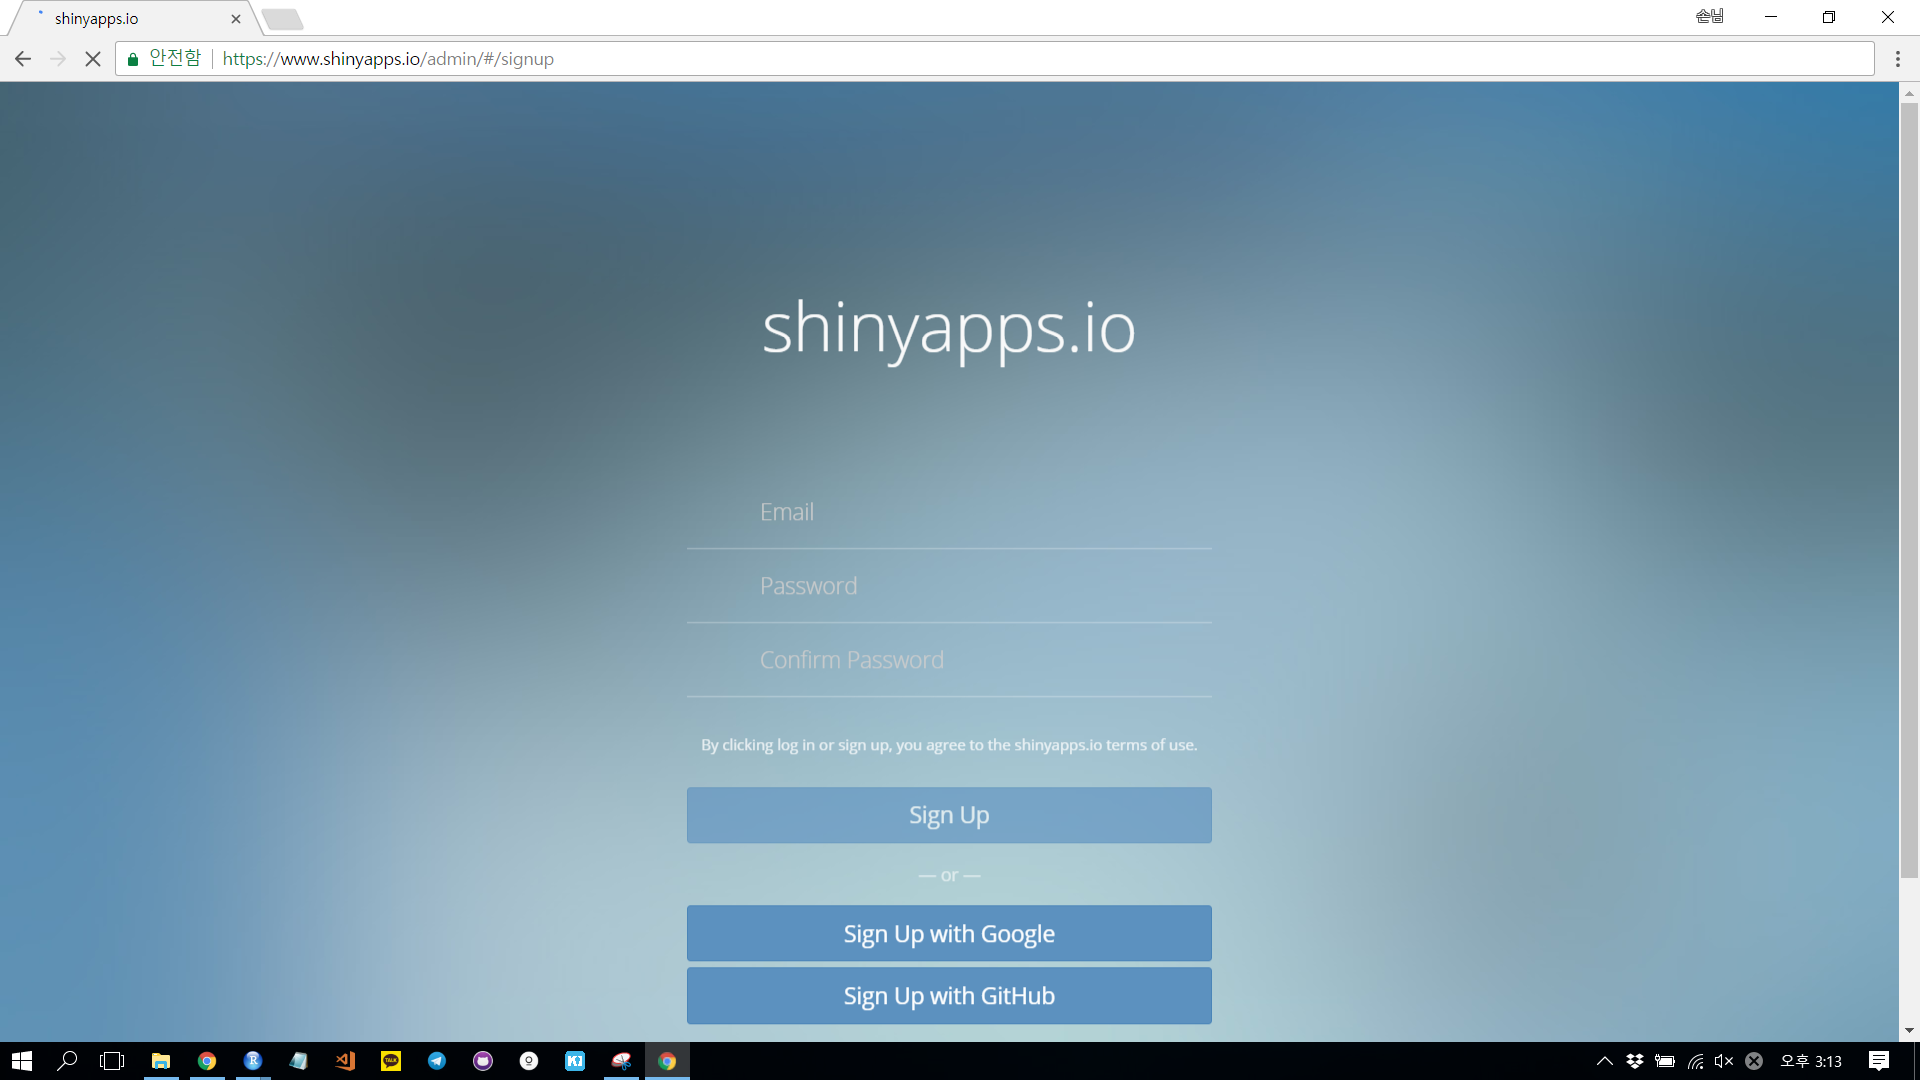 shinyapps.io
손님
안전함 | https://www.shinyapps.io/admin/#/signup
shinyapps.io
Email
Password
Confirm Password
By clicking log in or sign up, you agree to the shinyapps.io terms of use.
Sign Up
— or —
Sign Up with Google
Sign Up with GitHub
R
TALK
오후 3:13